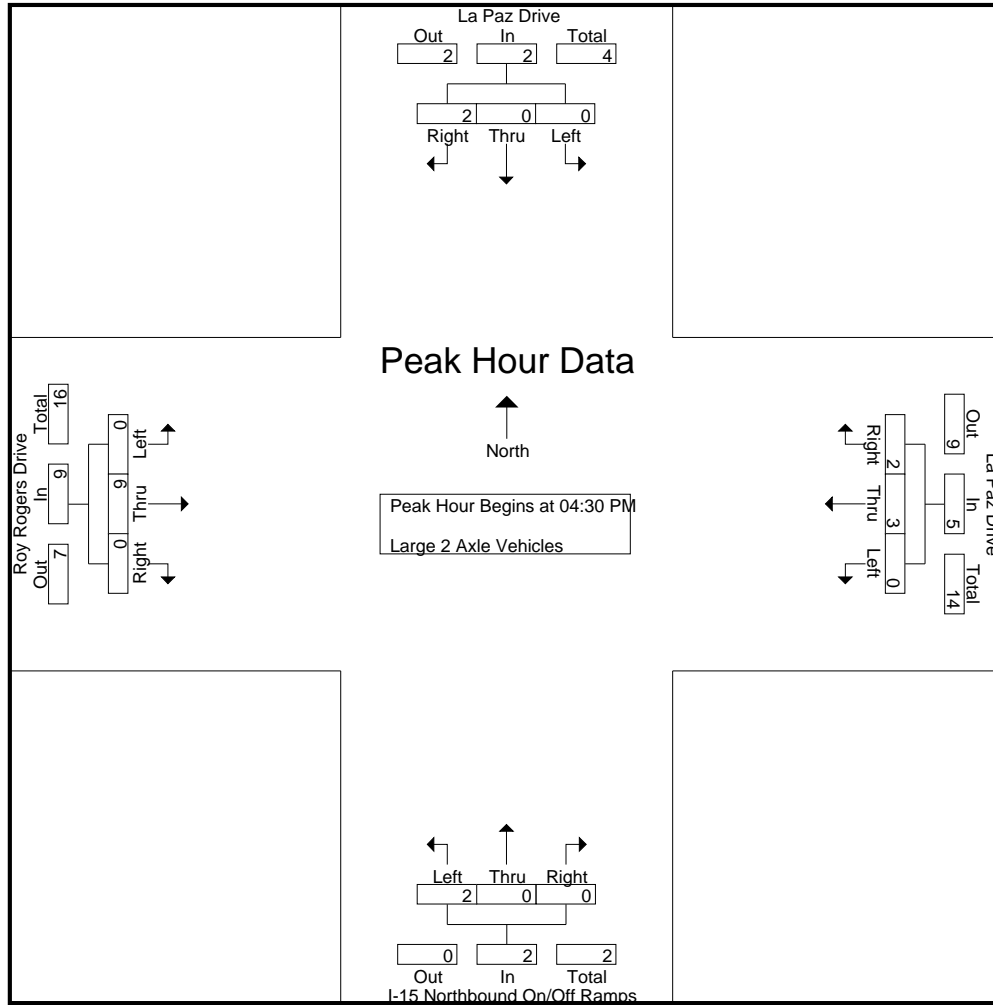 La Paz Drive
Out In Total
2 2 4
2 0 0
Right Thru Left
Peak Hour Data
North
Peak Hour Begins at 04:30 PM
Large 2 Axle Vehicles
Roy Rogers Drive
Total In Out
16 9 7
0 9 0
Left Thru Right
La Paz Drive
Out In Total
9 5 14
2 3 0
Right Thru Left
Left Thru Right
2 0 0
0 2 2
Out In Total
I-15 Northbound On/Off Ramps